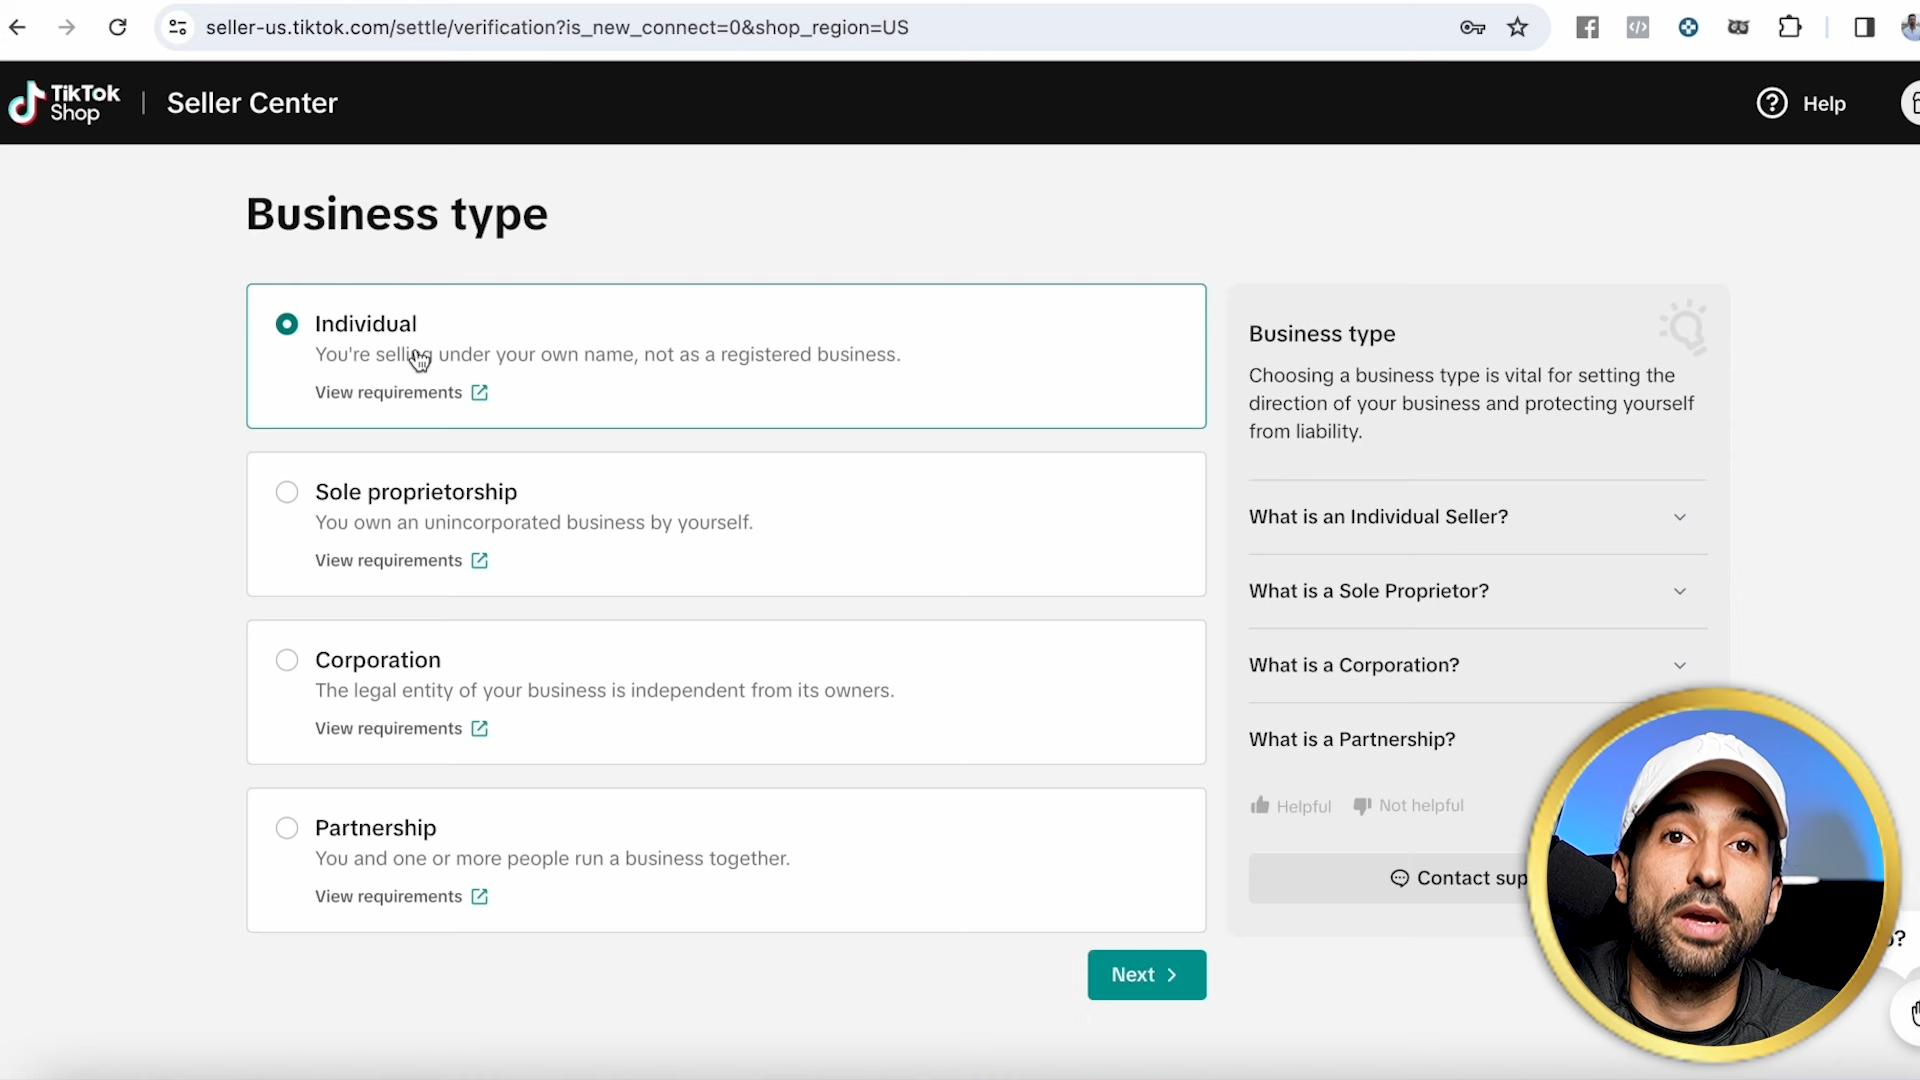 seller-us.tiktok.com/settle/verification?is_new_connect=0&shop_region=US
TikTok
Shop
Seller Center
Help
Business type
Individual
You're selling under your own name, not as a registered business.
View requirements
Sole proprietorship
You own an unincorporated business by yourself.
View requirements
Corporation
The legal entity of your business is independent from its owners.
View requirements
Partnership
You and one or more people run a business together.
View requirements
Next
Business type
Choosing a business type is vital for setting the
direction of your business and protecting yourself
from liability.
What is an Individual Seller?
What is a Sole Proprietor?
What is a Corporation?
What is a Partnership?
Helpful
Not helpful
Contact sup